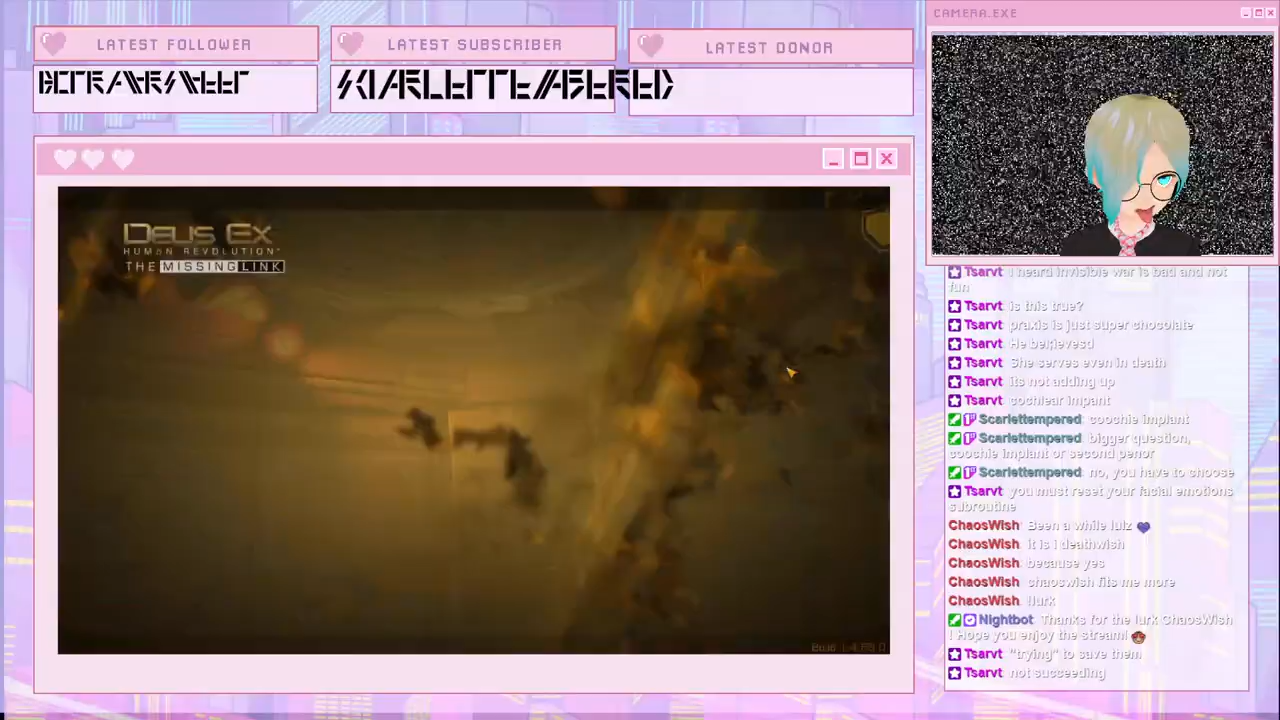 CAMERA.EXE
LATEST FOLLOWER
LATEST SUBSCRIBER
LATEST DONOR
SCARLETTEMPERED
DEUS EX
HUMAN REVOLUTION
THE MISSING LINK
Tsarvt I heard invisible war is bad and not
fun
Tsarvt is this true?
Tsarvt praxis is just super chocolate
Tsarvt He bel;ievesd
Tsarvt She serves even in death
Tsarvt its not adding up
Tsarvt cochlear impant
Scarlettempered coochie implant
Scarlettempered bigger question,
coochie implant or second penor
Scarlettempered no, you have to choose
Tsarvt you must reset your facial emotions
subroutine
ChaosWish Been a while lulz
ChaosWish it is i deathwish
ChaosWish because yes
ChaosWish chaoswish fits me more
ChaosWish !lurk
Nightbot Thanks for the lurk ChaosWish
! Hope you enjoy the stream!
Tsarvt "trying" to save them
Tsarvt not succeeding